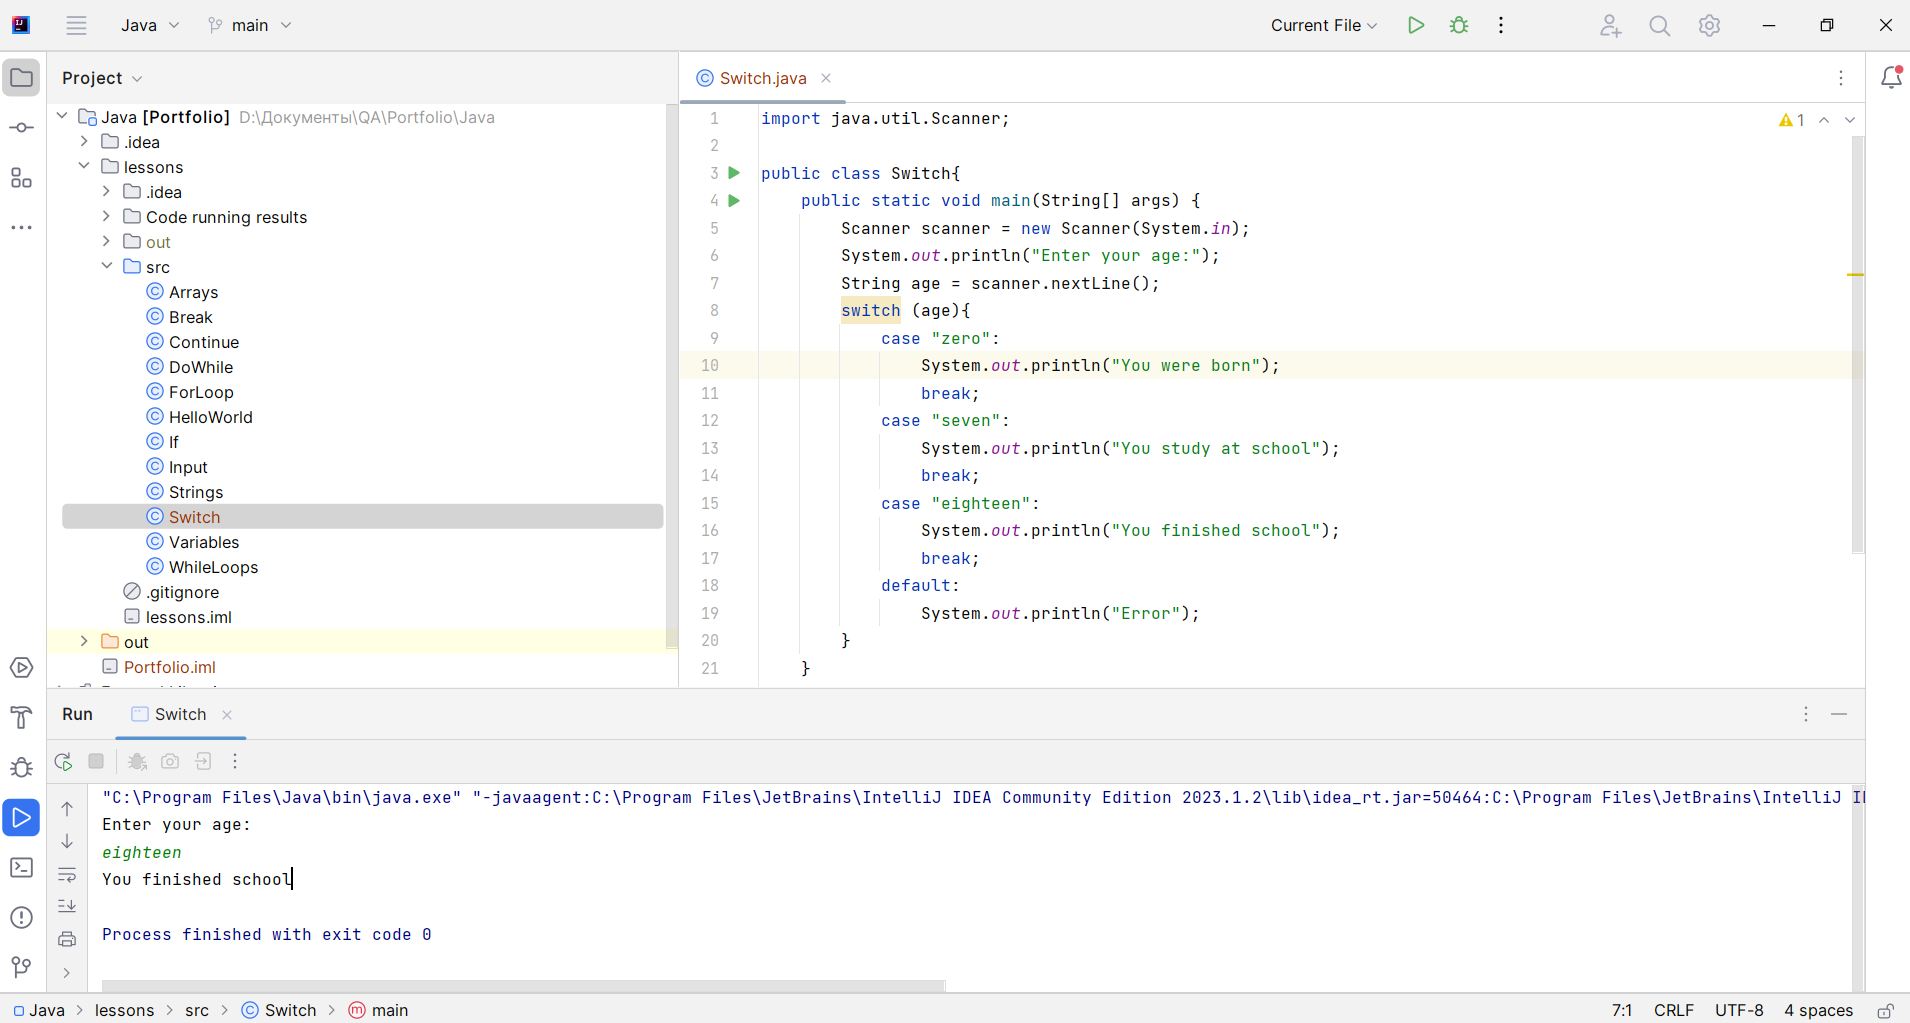 Java main Current File
Project
Java [Portfolio] D:\Документы\QA\Portfolio\Java
.idea
lessons
.idea
Code running results
out
src
Arrays
Break
Continue
DoWhile
ForLoop
HelloWorld
If
Input
Strings
Switch
Variables
WhileLoops
.gitignore
lessons.iml
out
Portfolio.iml
Switch.java
1
1 import java.util.Scanner;
2
3 public class Switch{
4 public static void main(String[] args) {
5 Scanner scanner = new Scanner(System.in);
6 System.out.println("Enter your age:");
7 String age = scanner.nextLine();
8 switch (age){
9 case "zero":
10 System.out.println("You were born");
11 break;
12 case "seven":
13 System.out.println("You study at school");
14 break;
15 case "eighteen":
16 System.out.println("You finished school");
17 break;
18 default:
19 System.out.println("Error");
20 }
21 }
Run Switch
"C:\Program Files\Java\bin\java.exe" "-javaagent:C:\Program Files\JetBrains\IntelliJ IDEA Community Edition 2023.1.2\lib\idea_rt.jar=50464:C:\Program Files\JetBrains\IntelliJ
Enter your age:
eighteen
You finished school
Process finished with exit code 0
Java lessons src Switch main 7:1 CRLF UTF-8 4 spaces